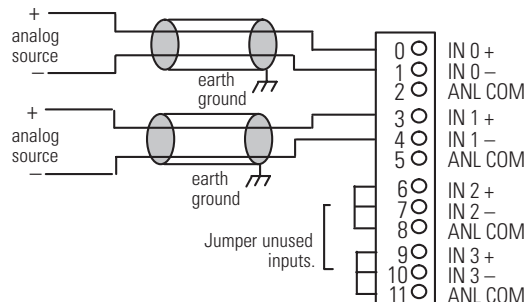 +
analog
source
–
earth
ground
+
analog
source
–
earth
ground
Jumper unused
inputs.
0 IN 0 +
1 IN 0 –
2 ANL COM
3 IN 1 +
4 IN 1 –
5 ANL COM
6 IN 2 +
7 IN 2 –
8 ANL COM
9 IN 3 +
10 IN 3 –
11 ANL COM